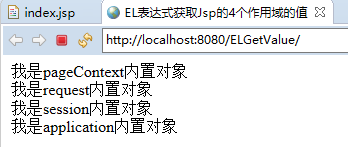 index.jsp
EL表达式获取Jsp的4个作用域的值
http://localhost:8080/ELGetValue/
我是pageContext内置对象
我是request内置对象
我是session内置对象
我是application内置对象